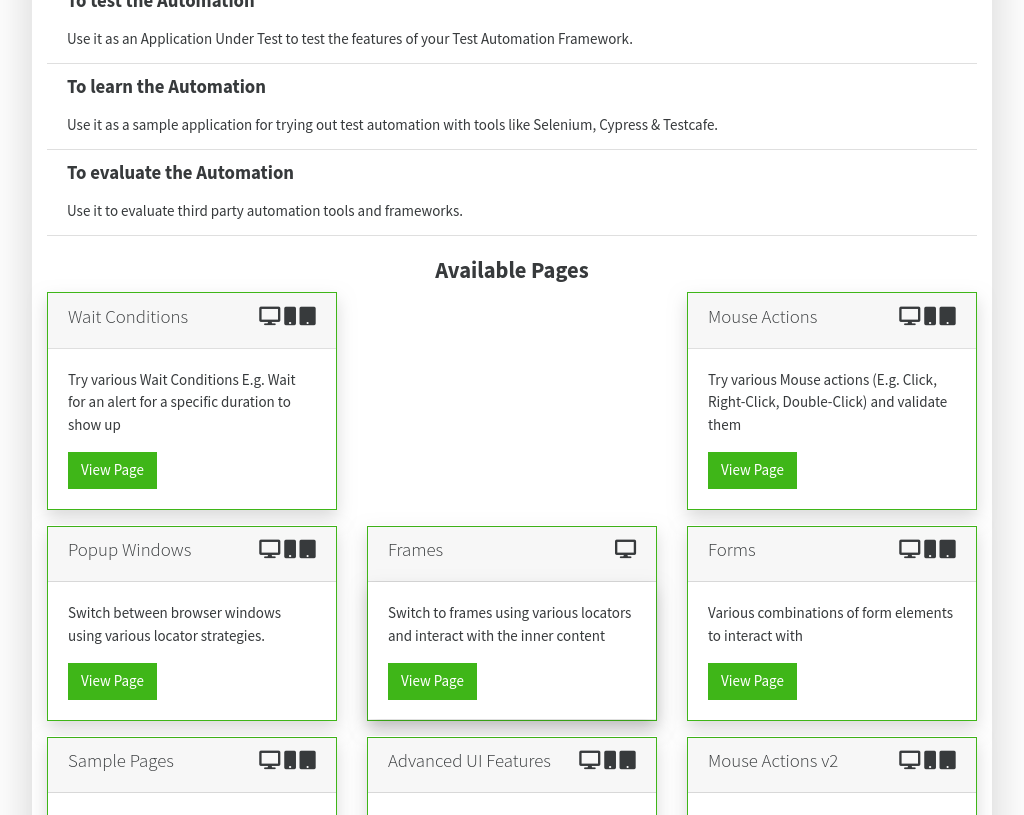 To test the Automation
Use it as an Application Under Test to test the features of your Test Automation Framework.
To learn the Automation
Use it as a sample application for trying out test automation with tools like Selenium, Cypress & Testcafe.
To evaluate the Automation
Use it to evaluate third party automation tools and frameworks.
Available Pages
Wait Conditions
Try various Wait Conditions E.g. Wait
for an alert for a specific duration to
show up
View Page
Mouse Actions
Try various Mouse actions (E.g. Click,
Right-Click, Double-Click) and validate
them
View Page
Popup Windows
Switch between browser windows
using various locator strategies.
View Page
Frames
Switch to frames using various locators
and interact with the inner content
View Page
Forms
Various combinations of form elements
to interact with
View Page
Sample Pages
Advanced UI Features
Mouse Actions v2